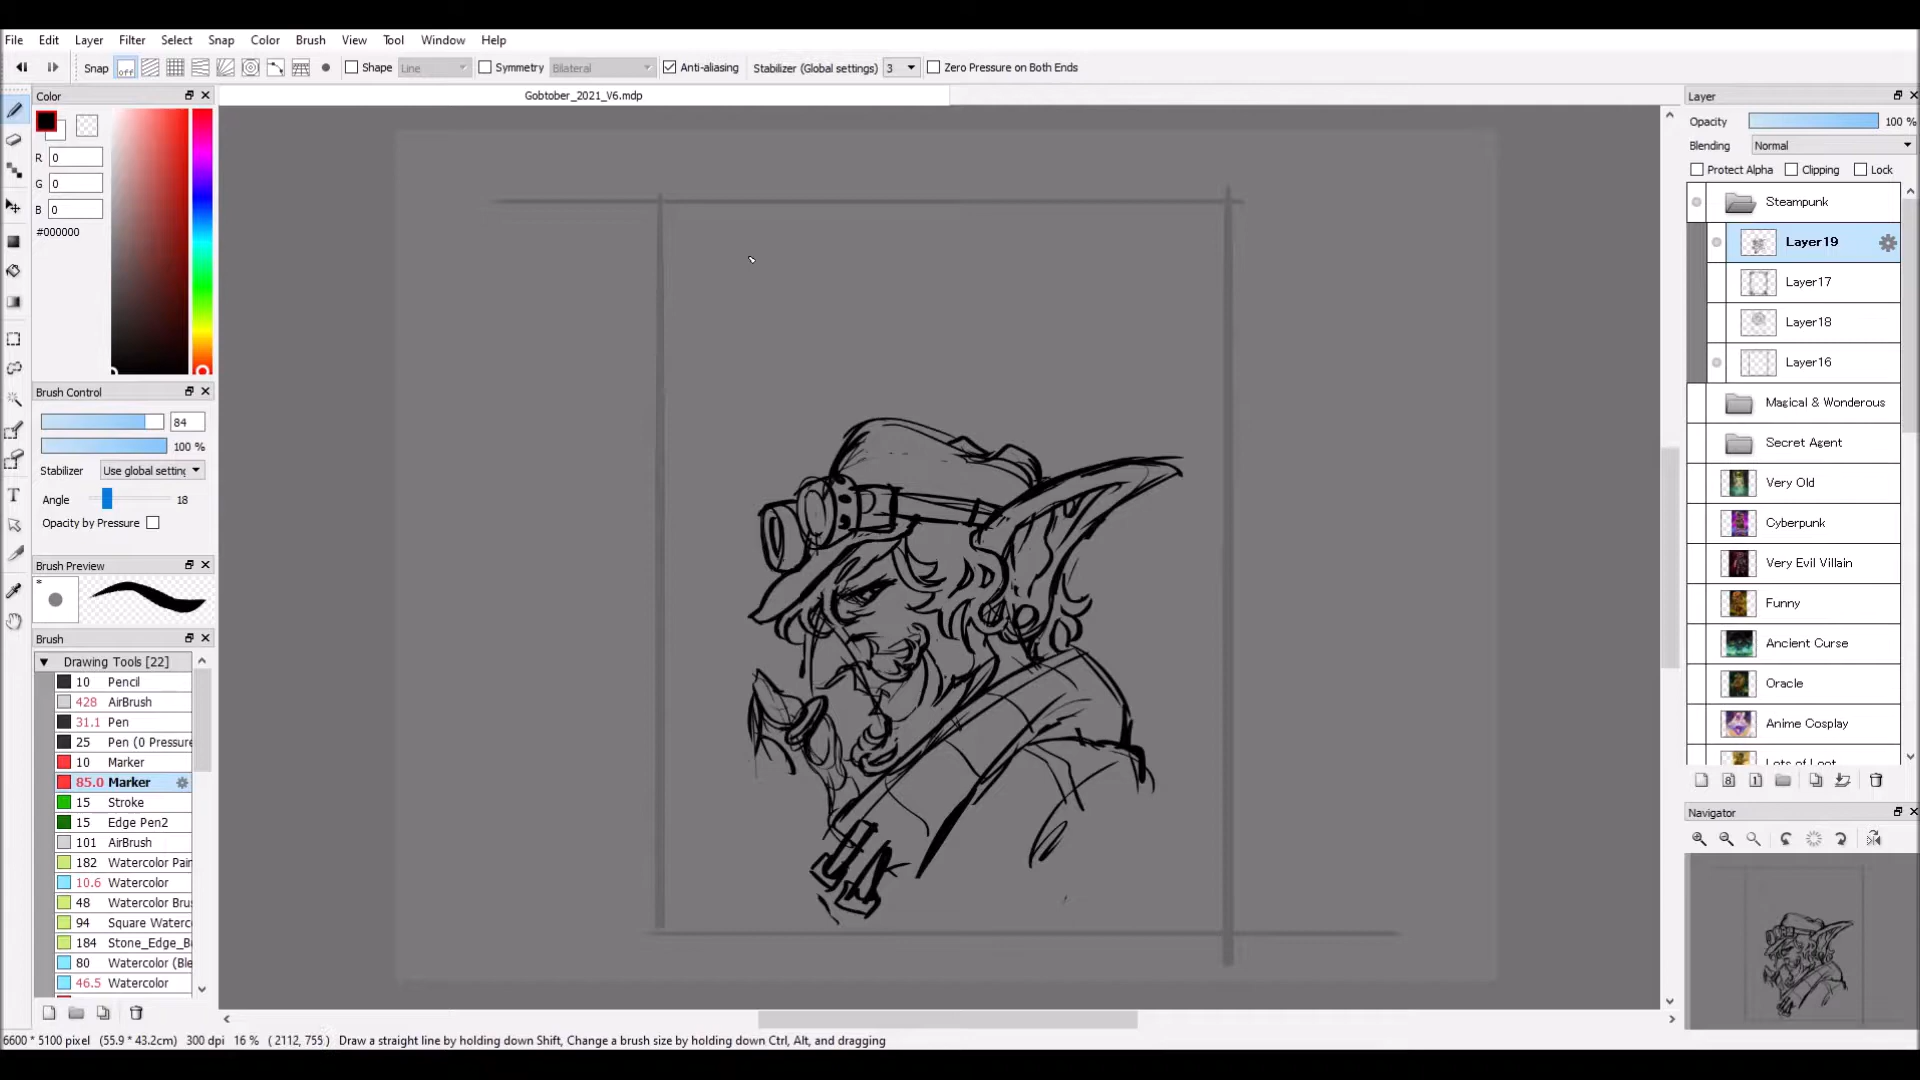 File Edit Layer Filter Select Snap Color Brush View Tool Window Help
Snap off Shape Line Symmetry Bilateral Anti-aliasing Stabilizer (Global settings) 3 Zero Pressure on Both Ends
Color
Gobtober_2021_V6.mdp
R 0
G 0
B 0
#000000
Brush Control
84
100 %
Stabilizer Use global setting
Angle 18
Opacity by Pressure
Brush Preview
*
Brush
Drawing Tools [22]
10 Pencil
428 AirBrush
31.1 Pen
25 Pen (0 Pressure
10 Marker
85.0 Marker
15 Stroke
15 Edge Pen2
101 AirBrush
182 Watercolor Pain
10.6 Watercolor
48 Watercolor Bru
94 Square Waterc
184 Stone_Edge_B
80 Watercolor (Ble
46.5 Watercolor
Layer
Opacity 100 %
Blending Normal
Protect Alpha Clipping Lock
Steampunk
Layer19
Layer17
Layer18
Layer16
Magical & Wonderous
Secret Agent
Very Old
Cyberpunk
Very Evil Villain
Funny
Ancient Curse
Oracle
Anime Cosplay
Lots of Loot
8 1
Navigator
6600 * 5100 pixel (55.9 * 43.2cm) 300 dpi 16 % ( 2112, 755 ) Draw a straight line by holding down Shift, Change a brush size by holding down Ctrl, Alt, and dragging